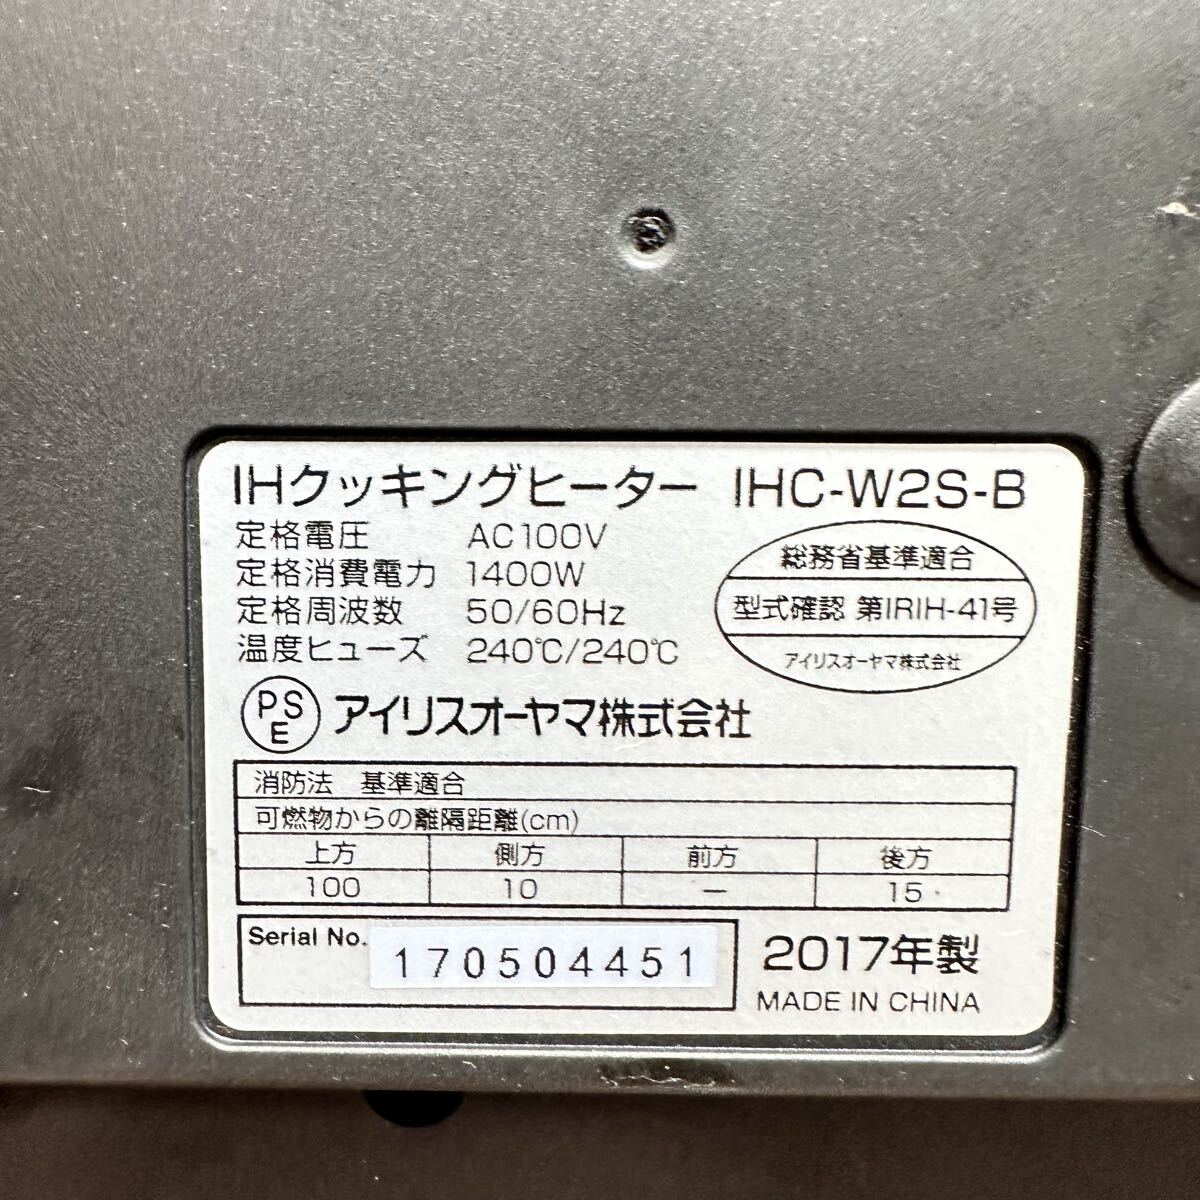 IHクッキングヒーター IHC-W2S-B
定格電圧 AC100V
定格消費電力 1400W
定格周波数 50/60Hz
温度ヒューズ 240℃/240℃
総務省基準適合
型式確認 第IRIH-41号
アイリスオーヤマ株式会社
PSE アイリスオーヤマ株式会社
消防法 基準適合
可燃物からの離隔距離(cm)
上方 側方 前方 後方
100 10 ー 15
Serial No. 170504451
2017年製
MADE IN CHINA